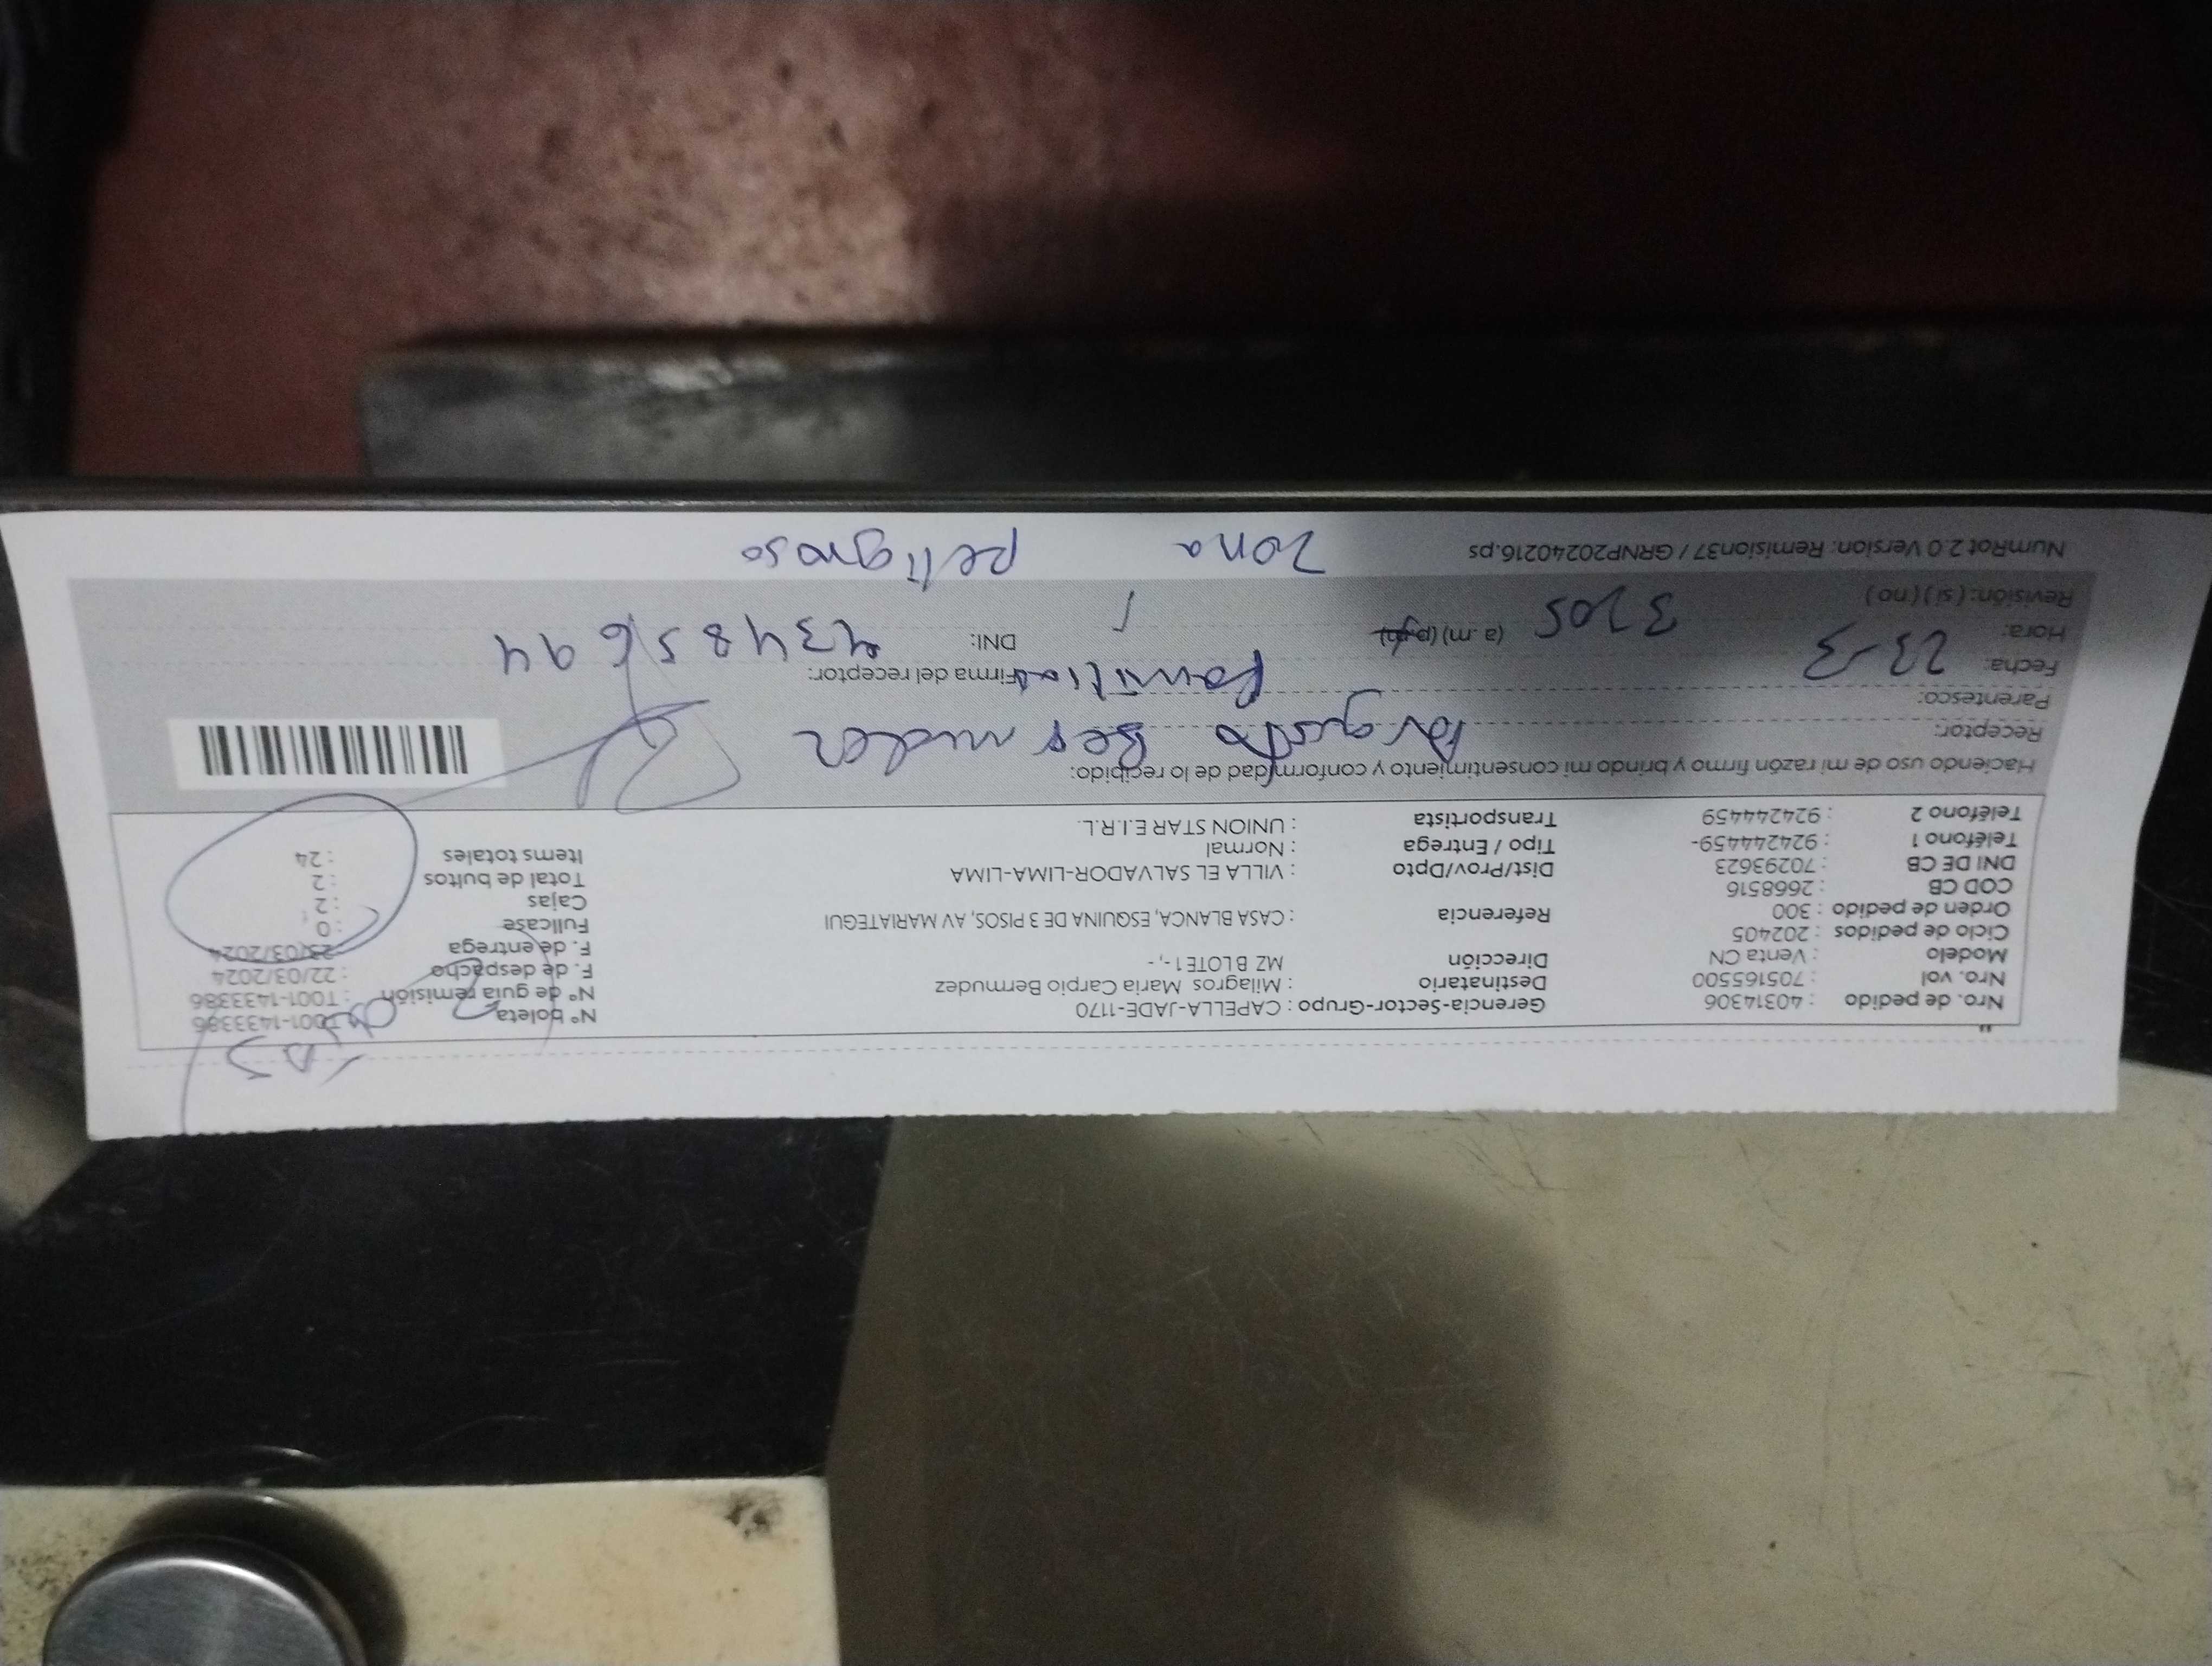 Nro. de pedido : 40314306 Gerencia-Sector-Grupo : CAPELLA-JADE-1170 N° boleta : T001-1433386
Nro. vol : 705165500 Destinatario : Milagros Maria Carpio Bermudez N° de guía remisión : T001-1433386
Modelo : Venta CN Dirección MZ B LOTE 1 -, - F. de despacho : 22/03/2024
Ciclo de pedidos : 202405 F. de entrega 23/03/2024
Orden de pedido : 300 Referencia : CASA BLANCA, ESQUINA DE 3 PISOS, AV MARIATEGUI Fullcase : 0
COD CB : 2668516 Cajas : 2
DNI DE CB : 70293623 Dist/Prov/Dpto : VILLA EL SALVADOR-LIMA-LIMA Total de bultos : 2
Teléfono 1 : 924244459- Tipo / Entrega : Normal Items totales : 24
Teléfono 2 : 924244459 Transportista : UNION STAR E.I.R.L.
Haciendo uso de mi razón firmo y brindo mi consentimiento y conformidad de lo recibido:
Receptor: Bermudez
Parentesco: familiar Firma del receptor:
Fecha: 23-3
Hora: 3:05 (a. m) (p.m) DNI: 43485694
Revisión: ( si ) ( no )
NumRot 2.0 Version: Remision37 / GRNP20240216.ps Zona peligroso